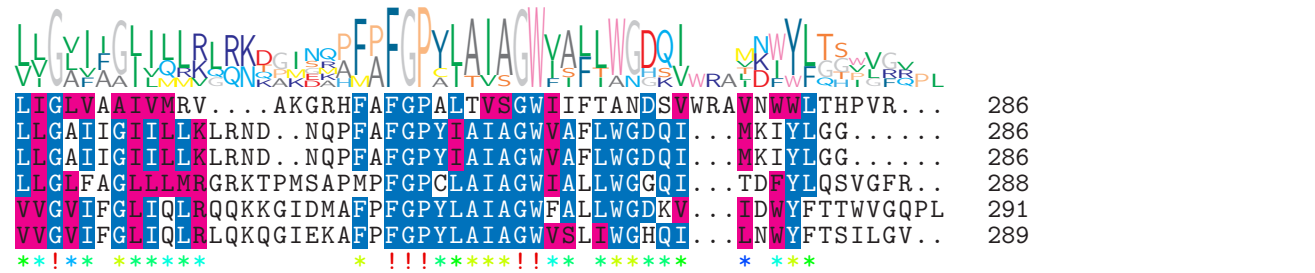 LIGLVAAIVMRV....AKGRHFAFGPALTVSGWIIFTANDSVWRAVNWWLTHPVR... 286
LLGAIIGIILLKLRND..NQPFAFGPYIAIAGWVAFLWGDQI...MKIYLGG...... 286
LLGAIIGIILLKLRND..NQPFAFGPYIAIAGWVAFLWGDQI...MKIYLGG...... 286
LLGLFAGLLLMRGRKTPMSAPMPFGPCLAIAGWIALLWGGQI...TDFYLQSVGFR.. 288
VVGVIFGLIQLRQQKKGIDMAFPFGPYLAIAGWFALLWGDKV...IDWYFTTWVGQPL 291
VVGVIFGLIQLRLQKQGIEKAFPFGPYLAIAGWVSLIWGHQI...LNWYFTSILGV.. 289
**!** ****** * !!!*****!!** ****** * ***